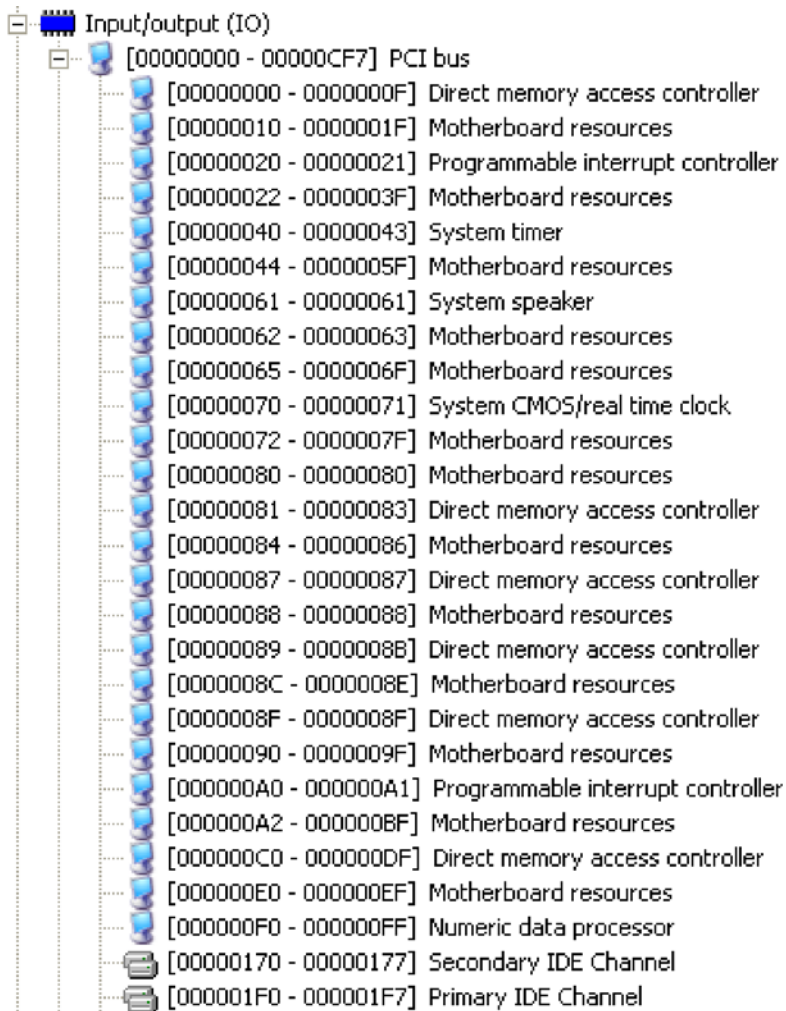 Input/output (IO)
[00000000 - 00000CF7] PCI bus
[00000000 - 0000000F] Direct memory access controller
[00000010 - 0000001F] Motherboard resources
[00000020 - 00000021] Programmable interrupt controller
[00000022 - 0000003F] Motherboard resources
[00000040 - 00000043] System timer
[00000044 - 0000005F] Motherboard resources
[00000061 - 00000061] System speaker
[00000062 - 00000063] Motherboard resources
[00000065 - 0000006F] Motherboard resources
[00000070 - 00000071] System CMOS/real time clock
[00000072 - 0000007F] Motherboard resources
[00000080 - 00000080] Motherboard resources
[00000081 - 00000083] Direct memory access controller
[00000084 - 00000086] Motherboard resources
[00000087 - 00000087] Direct memory access controller
[00000088 - 00000088] Motherboard resources
[00000089 - 0000008B] Direct memory access controller
[0000008C - 0000008E] Motherboard resources
[0000008F - 0000008F] Direct memory access controller
[00000090 - 0000009F] Motherboard resources
[000000A0 - 000000A1] Programmable interrupt controller
[000000A2 - 000000BF] Motherboard resources
[000000C0 - 000000DF] Direct memory access controller
[000000E0 - 000000EF] Motherboard resources
[000000F0 - 000000FF] Numeric data processor
[00000170 - 00000177] Secondary IDE Channel
[000001F0 - 000001F7] Primary IDE Channel